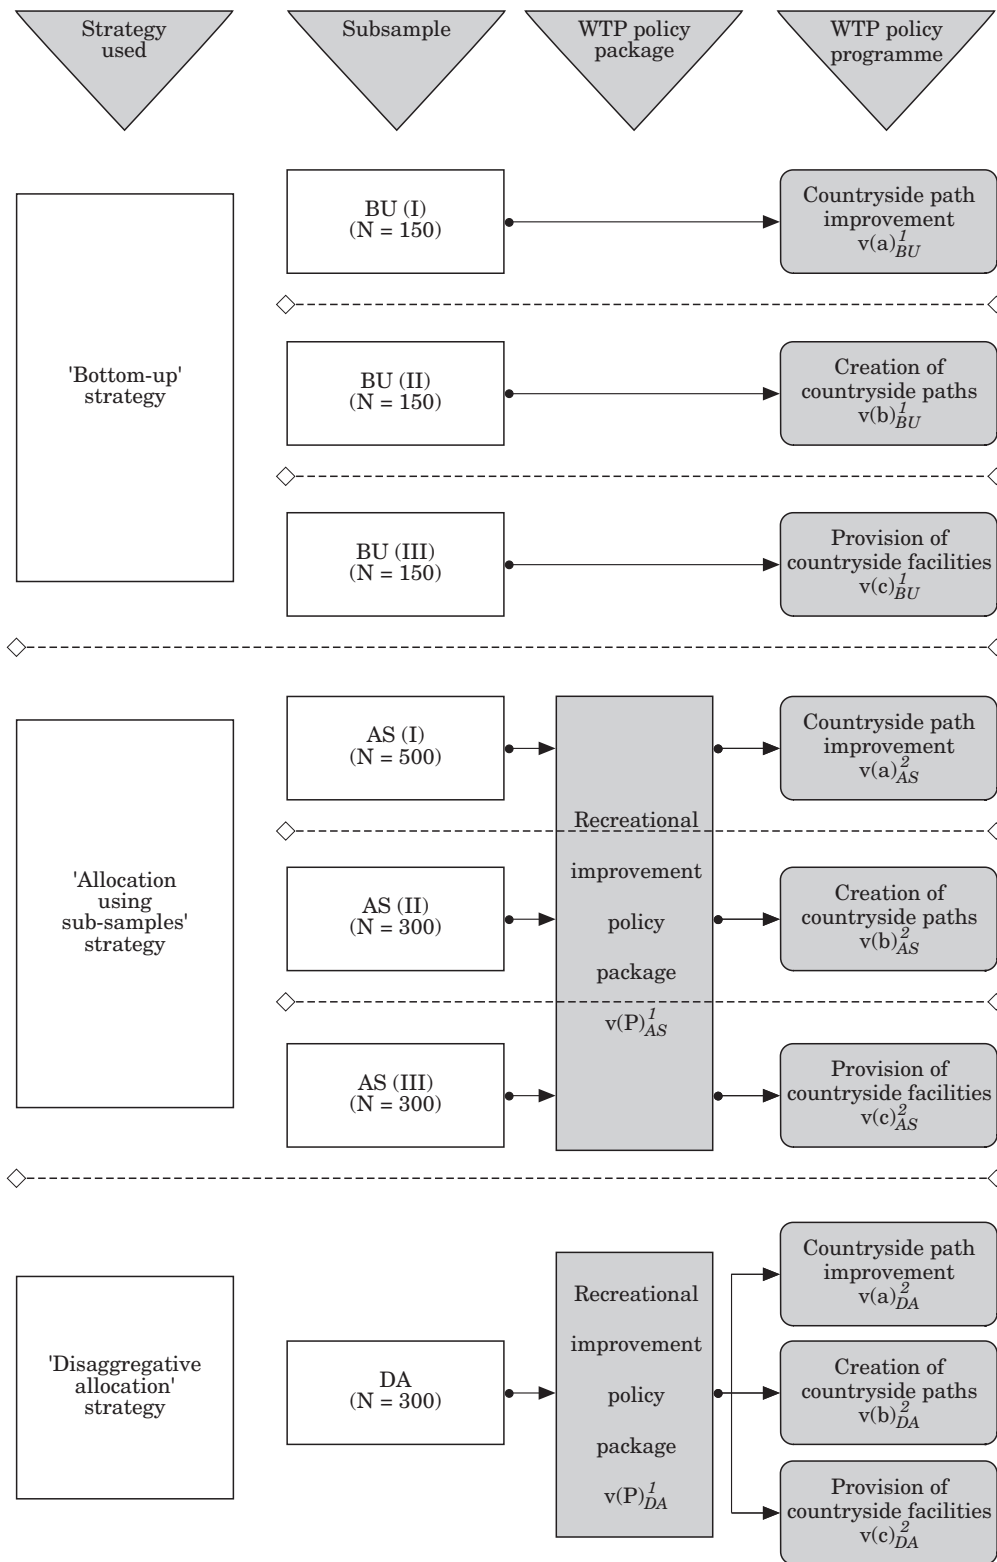 Strategy
used
Subsample
WTP policy
package
WTP policy
programme
'Bottom-up'
strategy
BU (I)
(N = 150)
Countryside path
improvement
v(a)¹_BU
BU (II)
(N = 150)
Creation of
countryside paths
v(b)¹_BU
BU (III)
(N = 150)
Provision of
countryside facilities
v(c)¹_BU
'Allocation
using
sub-samples'
strategy
AS (I)
(N = 500)
AS (II)
(N = 300)
AS (III)
(N = 300)
Recreational
improvement
policy
package
v(P)¹_AS
Countryside path
improvement
v(a)²_AS
Creation of
countryside paths
v(b)²_AS
Provision of
countryside facilities
v(c)²_AS
'Disaggregative
allocation'
strategy
DA
(N = 300)
Recreational
improvement
policy
package
v(P)¹_DA
Countryside path
improvement
v(a)²_DA
Creation of
countryside paths
v(b)²_DA
Provision of
countryside facilities
v(c)²_DA